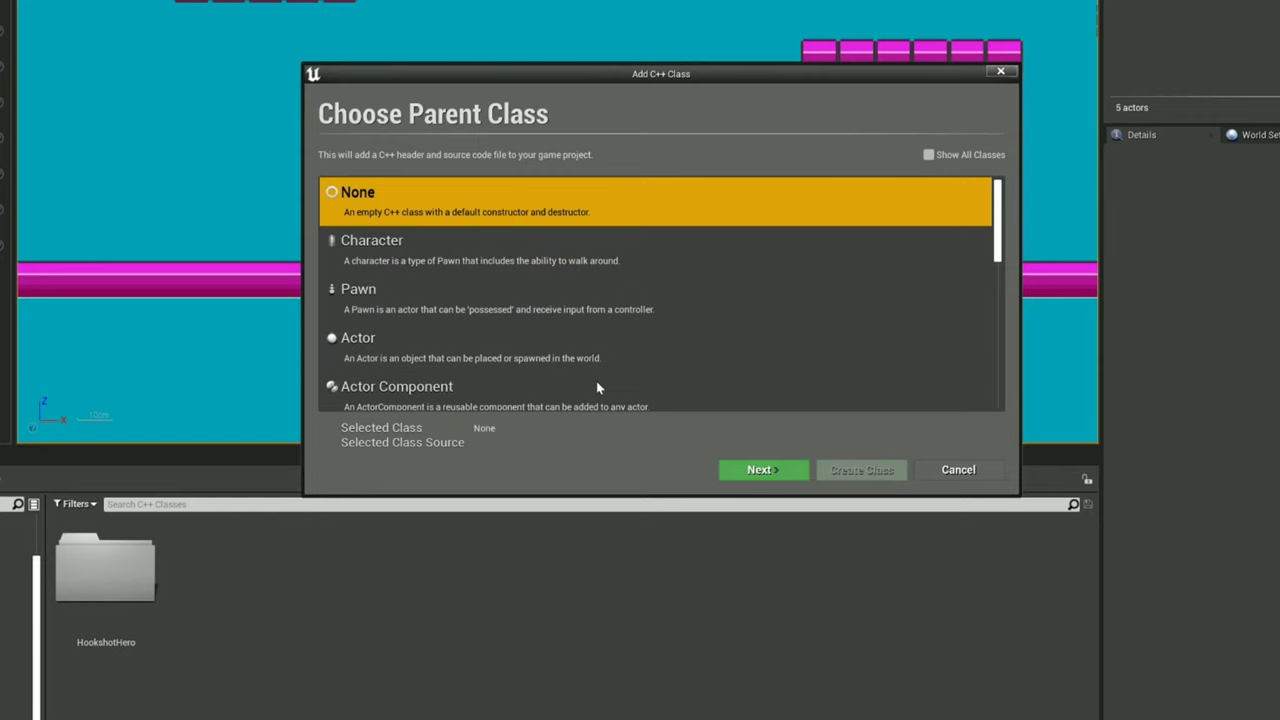 Add C++ Class
Choose Parent Class
5 actors
Details
World Se
This will add a C++ header and source code file to your game project.
Show All Classes
None
An empty C++ class with a default constructor and destructor.
Character
A character is a type of Pawn that includes the ability to walk around.
Pawn
A Pawn is an actor that can be 'possessed' and receive input from a controller.
Actor
An Actor is an object that can be placed or spawned in the world.
Actor Component
An ActorComponent is a reusable component that can be added to any actor.
Z
X
10cm
Selected Class
None
Selected Class Source
Next
Create Class
Cancel
Filters
Search C++ Classes
HookshotHero